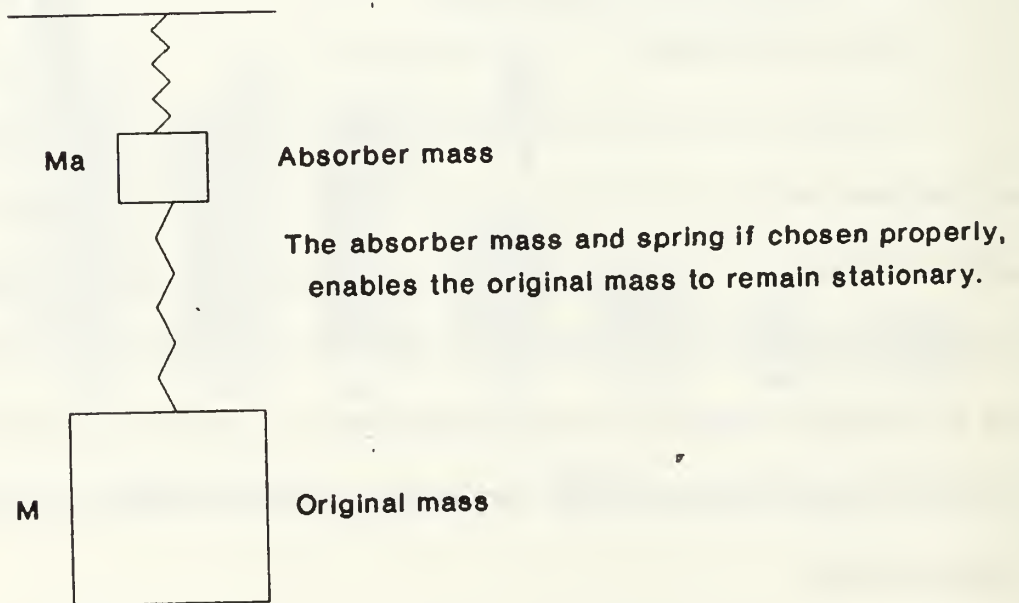 Ma
Absorber mass
The absorber mass and spring if chosen properly,
enables the original mass to remain stationary.
M
Original mass